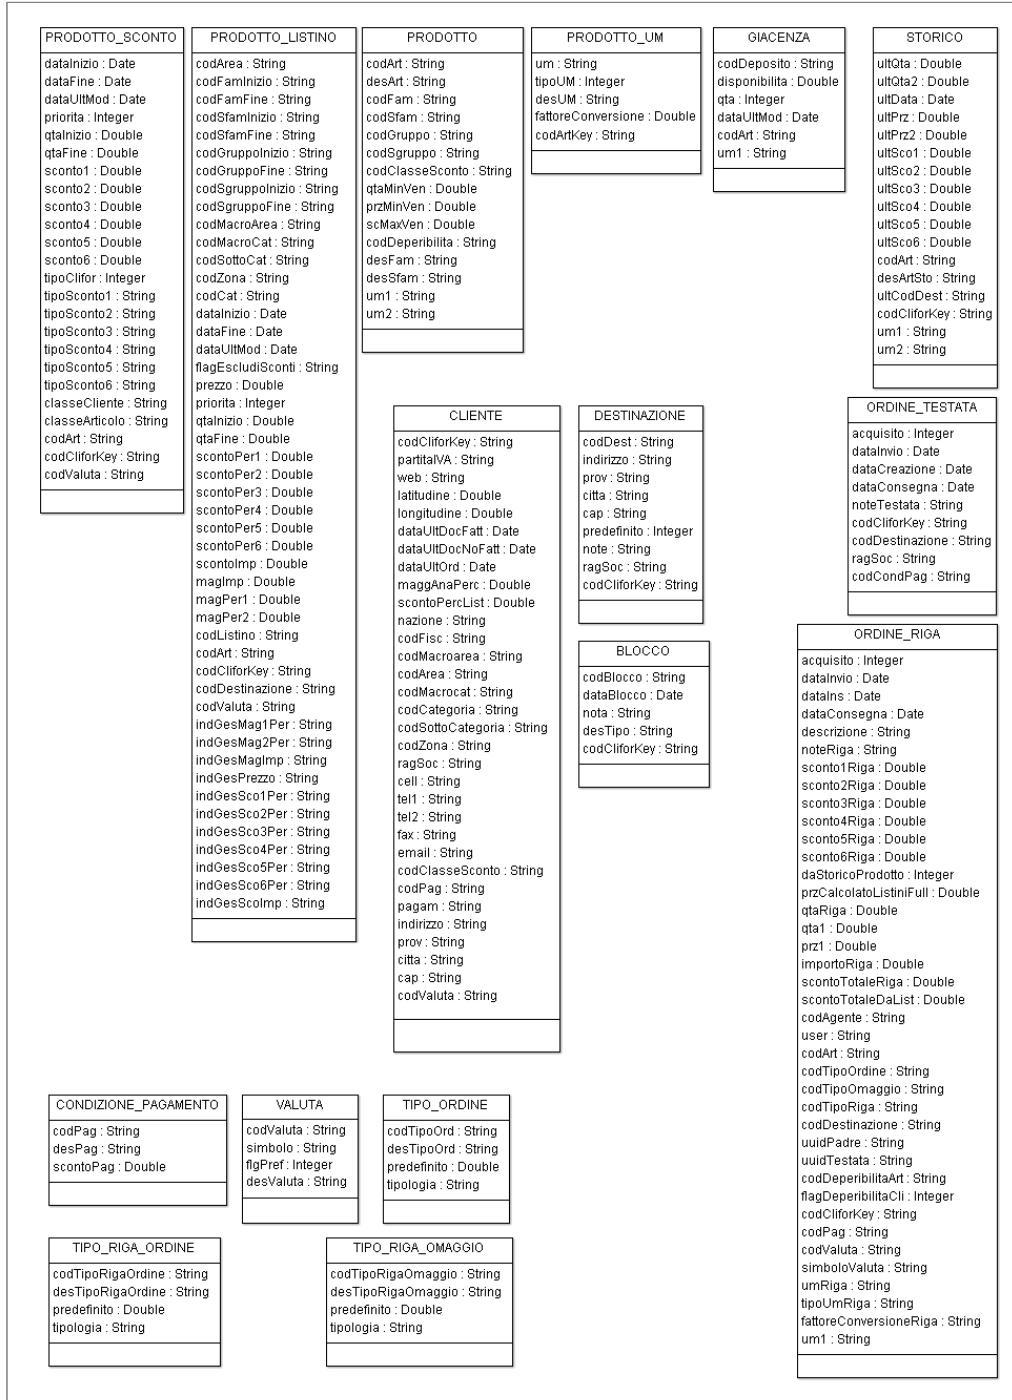 PRODOTTO_SCONTO
dataInizio : Date
dataFine : Date
dataUltMod : Date
priorita : Integer
qtaInizio : Double
qtaFine : Double
sconto1 : Double
sconto2 : Double
sconto3 : Double
sconto4 : Double
sconto5 : Double
sconto6 : Double
tipoClifor : Integer
tipoSconto1 : String
tipoSconto2 : String
tipoSconto3 : String
tipoSconto4 : String
tipoSconto5 : String
tipoSconto6 : String
classeCliente : String
classeArticolo : String
codArt : String
codCliforKey : String
codValuta : String
PRODOTTO_LISTINO
codArea : String
codFamInizio : String
codFamFine : String
codSfamInizio : String
codSfamFine : String
codGruppoInizio : String
codGruppoFine : String
codSgruppoInizio : String
codSgruppoFine : String
codMacroArea : String
codMacroCat : String
codSottoCat : String
codZona : String
codCat : String
dataInizio : Date
dataFine : Date
dataUltMod : Date
flagEscludiSconti : String
prezzo : Double
priorita : Integer
qtaInizio : Double
qtaFine : Double
scontoPer1 : Double
scontoPer2 : Double
scontoPer3 : Double
scontoPer4 : Double
scontoPer5 : Double
scontoPer6 : Double
scontoImp : Double
magImp : Double
magPer1 : Double
magPer2 : Double
codListino : String
codArt : String
codCliforKey : String
codDestinazione : String
codValuta : String
indGesMag1Per : String
indGesMag2Per : String
indGesMagImp : String
indGesPrezzo : String
indGesSco1Per : String
indGesSco2Per : String
indGesSco3Per : String
indGesSco4Per : String
indGesSco5Per : String
indGesSco6Per : String
indGesScoImp : String
PRODOTTO
codArt : String
desArt : String
codFam : String
codSfam : String
codGruppo : String
codSgruppo : String
codClasseSconto : String
qtaMinVen : Double
przMinVen : Double
scMaxVen : Double
codDeperibilita : String
desFam : String
desSfam : String
um1 : String
um2 : String
PRODOTTO_UM
um : String
tipoUM : Integer
desUM : String
fattoreConversione : Double
codArtKey : String
GIACENZA
codDeposito : String
disponibilita : Double
qta : Integer
dataUltMod : Date
codArt : String
um1 : String
STORICO
ultQta : Double
ultQta2 : Double
ultData : Date
ultPrz : Double
ultPrz2 : Double
ultSco1 : Double
ultSco2 : Double
ultSco3 : Double
ultSco4 : Double
ultSco5 : Double
ultSco6 : Double
codArt : String
desArtSto : String
ultCodDest : String
codCliforKey : String
um1 : String
um2 : String
CLIENTE
codCliforKey : String
partitaIVA : String
web : String
latitudine : Double
longitudine : Double
dataUltDocFatt : Date
dataUltDocNoFatt : Date
dataUltOrd : Date
maggAnaPerc : Double
scontoPercList : Double
nazione : String
codFisc : String
codMacroarea : String
codArea : String
codMacrocat : String
codCategoria : String
codSottoCategoria : String
codZona : String
ragSoc : String
cell : String
tel1 : String
tel2 : String
fax : String
email : String
codClasseSconto : String
codPag : String
pagam : String
indirizzo : String
prov : String
citta : String
cap : String
codValuta : String
DESTINAZIONE
codDest : String
indirizzo : String
prov : String
citta : String
cap : String
predefinito : Integer
note : String
ragSoc : String
codCliforKey : String
BLOCCO
codBlocco : String
dataBlocco : Date
nota : String
desTipo : String
codCliforKey : String
ORDINE_TESTATA
acquisito : Integer
dataInvio : Date
dataCreazione : Date
dataConsegna : Date
noteTestata : String
codCliforKey : String
codDestinazione : String
ragSoc : String
codCondPag : String
ORDINE_RIGA
acquisito : Integer
dataInvio : Date
dataIns : Date
dataConsegna : Date
descrizione : String
noteRiga : String
sconto1Riga : Double
sconto2Riga : Double
sconto3Riga : Double
sconto4Riga : Double
sconto5Riga : Double
sconto6Riga : Double
daStoricoProdotto : Integer
przCalcolatoListiniFull : Double
qtaRiga : Double
qta1 : Double
prz1 : Double
importoRiga : Double
scontoTotaleRiga : Double
scontoTotaleDaList : Double
codAgente : String
user : String
codArt : String
codTipoOrdine : String
codTipoOmaggio : String
codTipoRiga : String
codDestinazione : String
uuidPadre : String
uuidTestata : String
codDeperibilitaArt : String
flagDeperibilitaCli : Integer
codCliforKey : String
codPag : String
codValuta : String
simboloValuta : String
umRiga : String
tipoUmRiga : String
fattoreConversioneRiga : String
um1 : String
CONDIZIONE_PAGAMENTO
codPag : String
desPag : String
scontoPag : Double
VALUTA
codValuta : String
simbolo : String
flgPref : Integer
desValuta : String
TIPO_ORDINE
codTipoOrd : String
desTipoOrd : String
predefinito : Double
tipologia : String
TIPO_RIGA_ORDINE
codTipoRigaOrdine : String
desTipoRigaOrdine : String
predefinito : Double
tipologia : String
TIPO_RIGA_OMAGGIO
codTipoRigaOmaggio : String
desTipoRigaOmaggio : String
predefinito : Double
tipologia : String